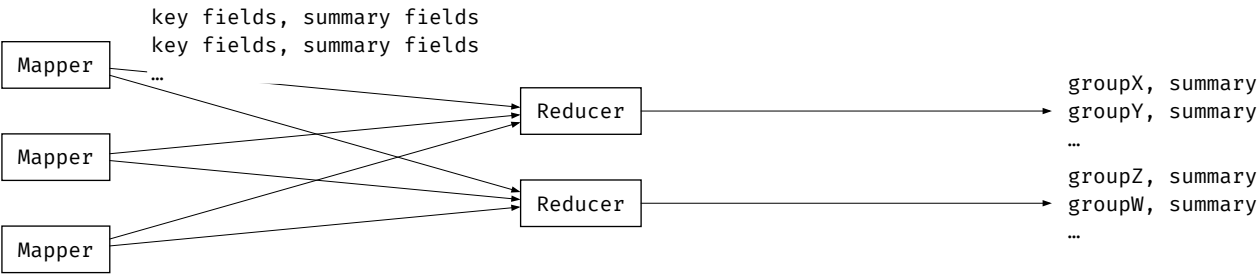 key fields, summary fields
key fields, summary fields
…
Mapper
Mapper
Mapper
Reducer
Reducer
groupX, summary
groupY, summary
…
groupZ, summary
groupW, summary
…